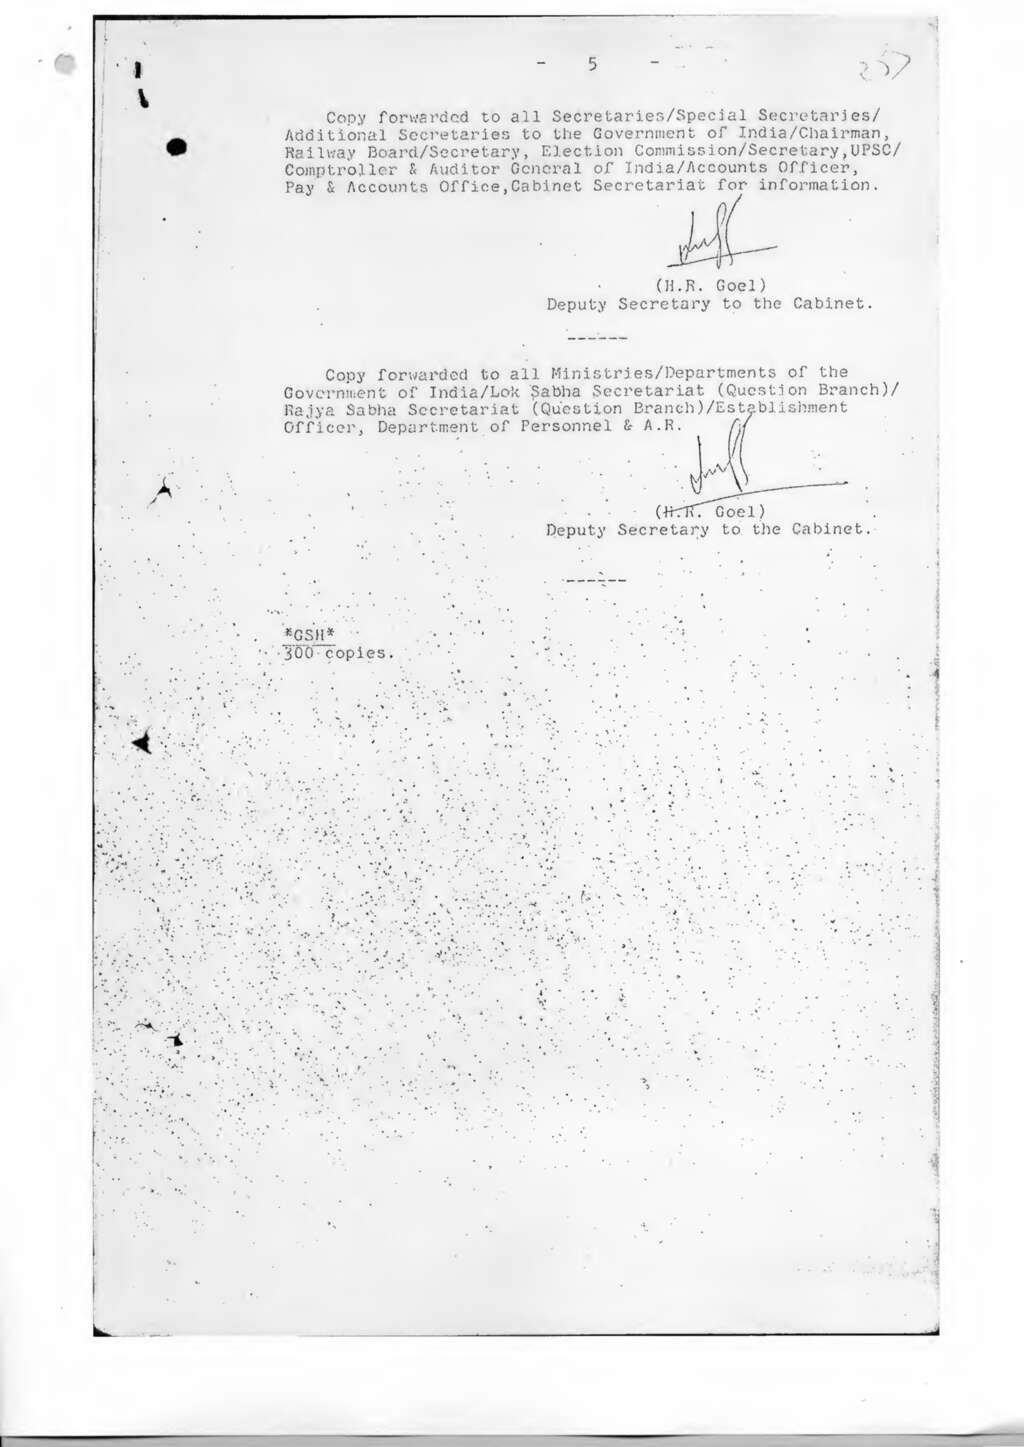 - 5 -
257
Copy forwarded to all Secretaries/Special Secretaries/
Additional Secretaries to the Government of India/Chairman,
Railway Board/Secretary, Election Commission/Secretary,UPSC/
Comptroller & Auditor General of India/Accounts Officer,
Pay & Accounts Office,Cabinet Secretariat for information.
(H.R. Goel)
Deputy Secretary to the Cabinet.
------
Copy forwarded to all Ministries/Departments of the
Government of India/Lok Sabha Secretariat (Question Branch)/
Rajya Sabha Secretariat (Question Branch)/Establishment
Officer, Department of Personnel & A.R.
(H.R. Goel)
Deputy Secretary to the Cabinet.
------
*GSH*
300 copies.